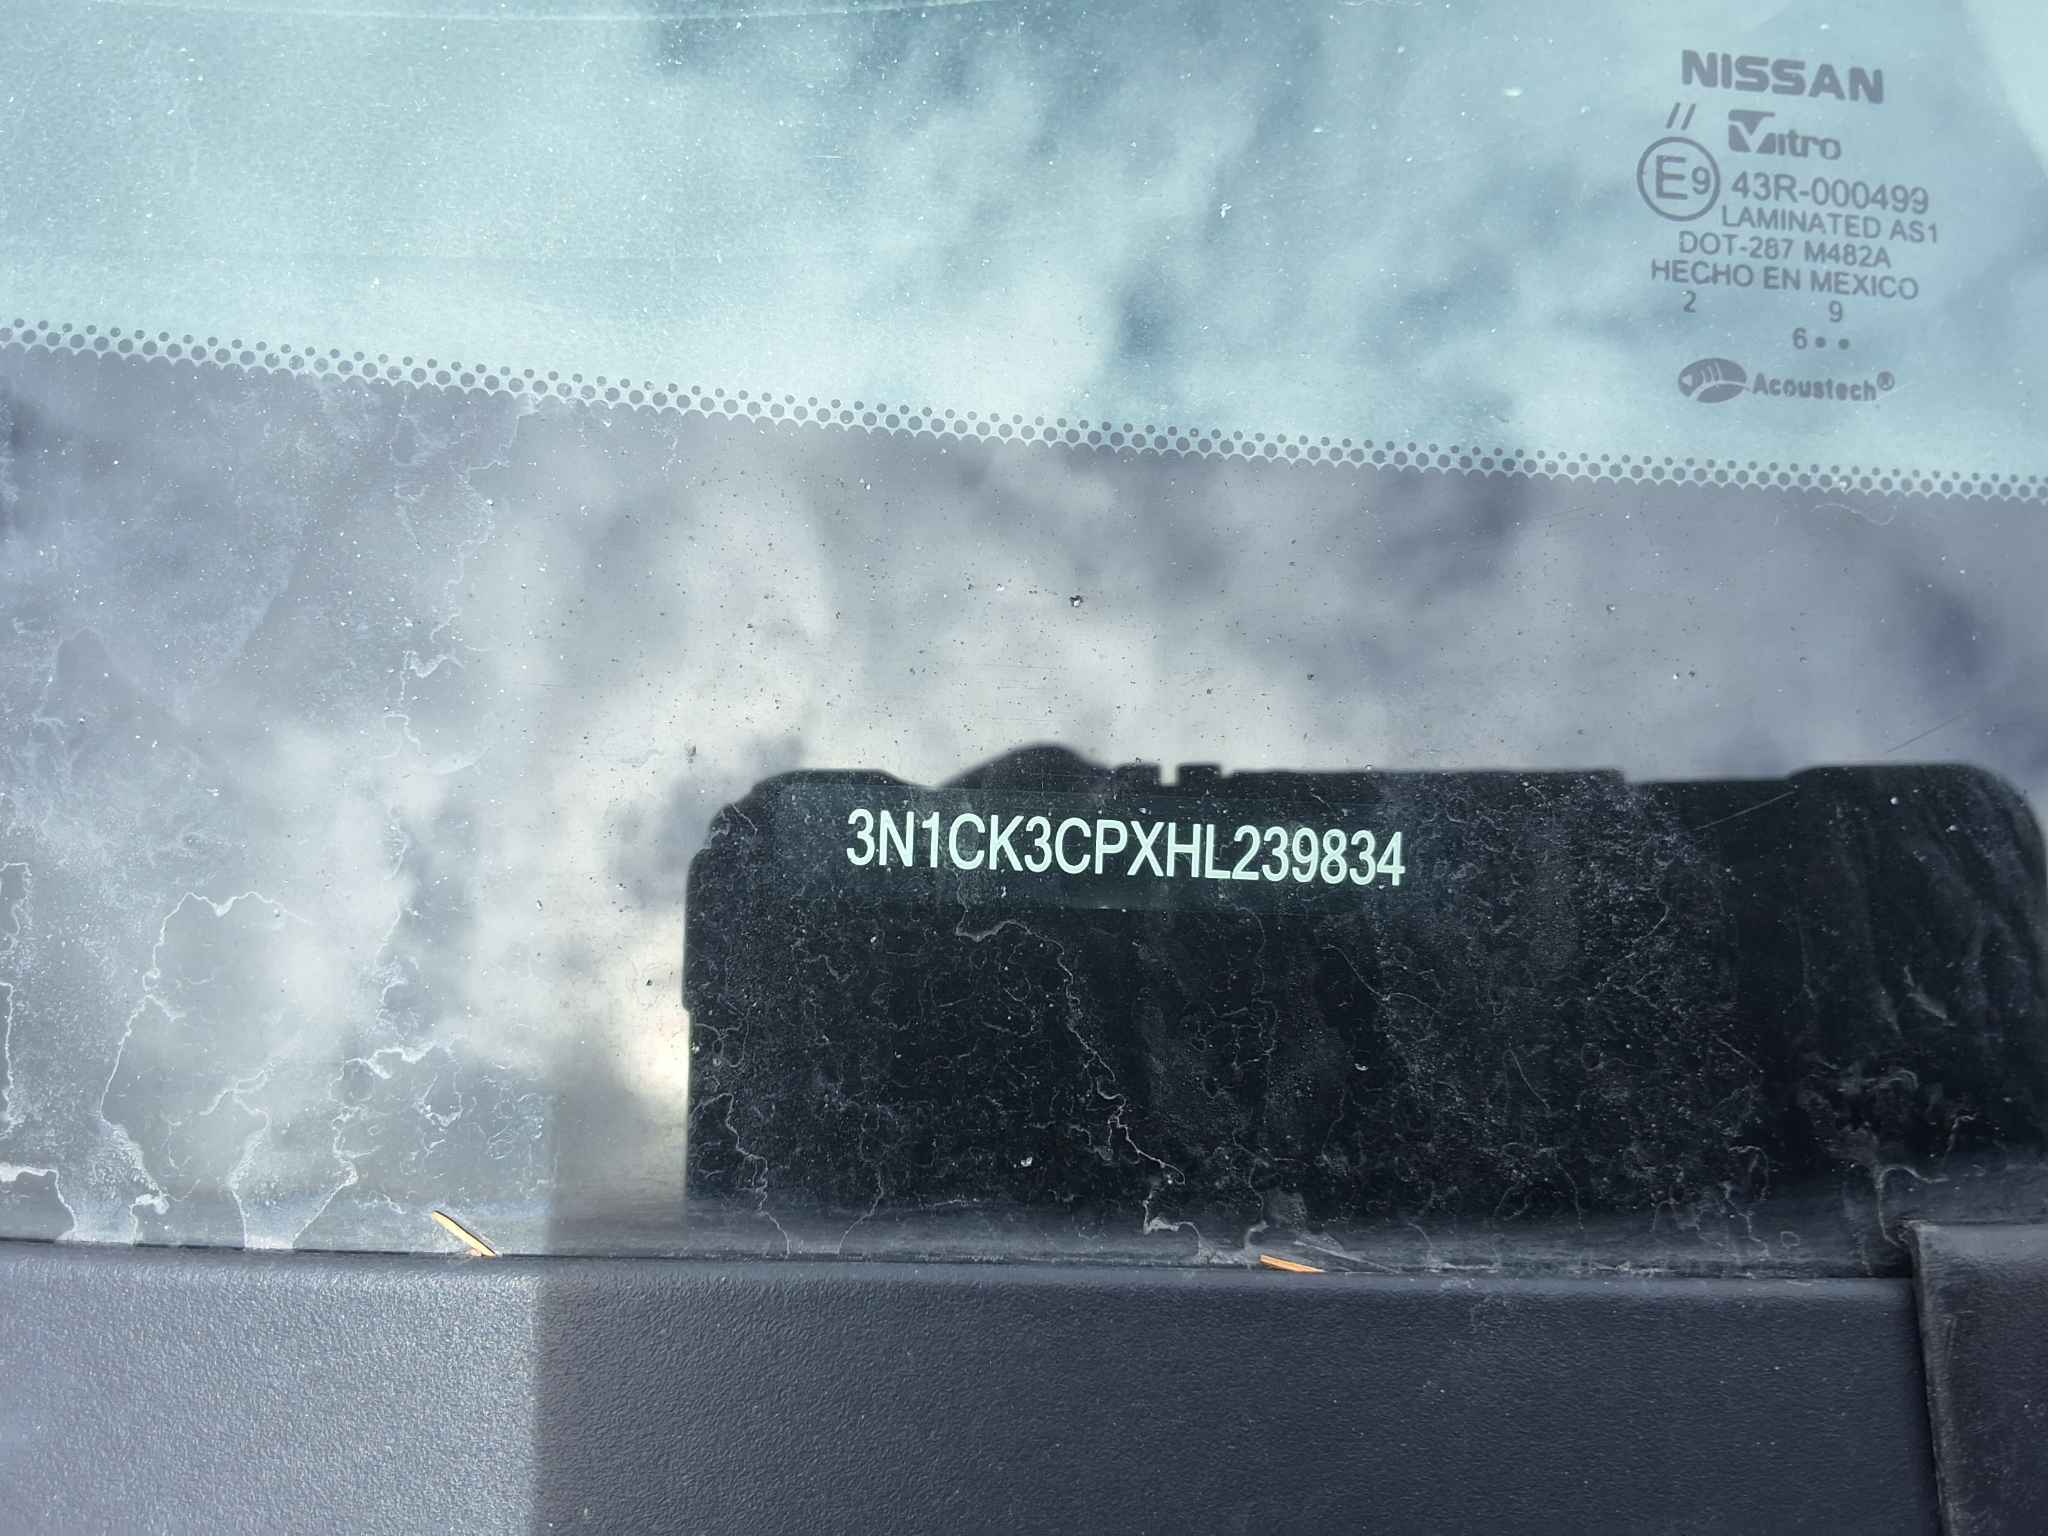 NISSAN
//
Vitro
E9 43R-000499
LAMINATED AS1
DOT-287 M482A
HECHO EN MEXICO
2 9
6••
Acoustech®
3N1CK3CPXHL239834